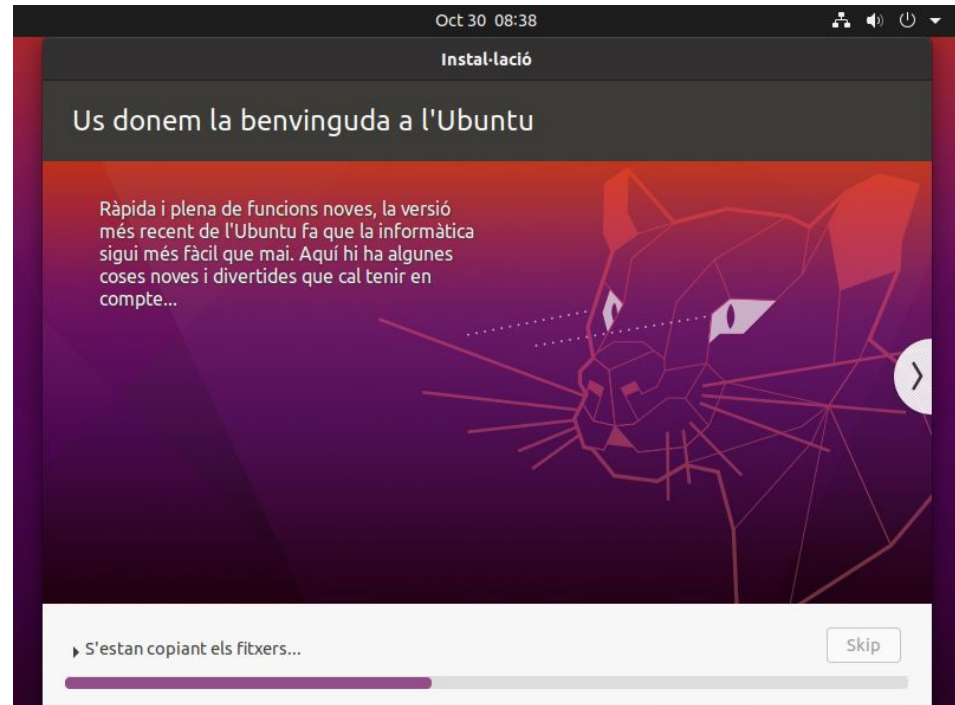 Oct 30 08:38
Instal·lació
Us donem la benvinguda a l'Ubuntu
Ràpida i plena de funcions noves, la versió
més recent de l'Ubuntu fa que la informàtica
sigui més fàcil que mai. Aquí hi ha algunes
coses noves i divertides que cal tenir en
compte...
S'estan copiant els fitxers...
Skip